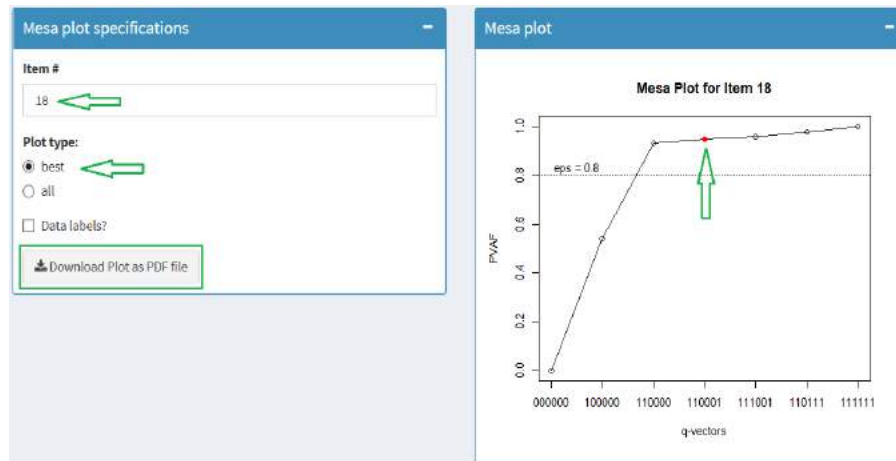 Mesa plot specifications
Item #
18
Plot type:
best
all
Data labels?
Download Plot as PDF file
Mesa plot
Mesa Plot for Item 18
1.0
0.8
0.6
0.4
0.2
0.0
eps = 0.8
PVAF
000000 100000 110000 110001 111001 110111 111111
q-vectors